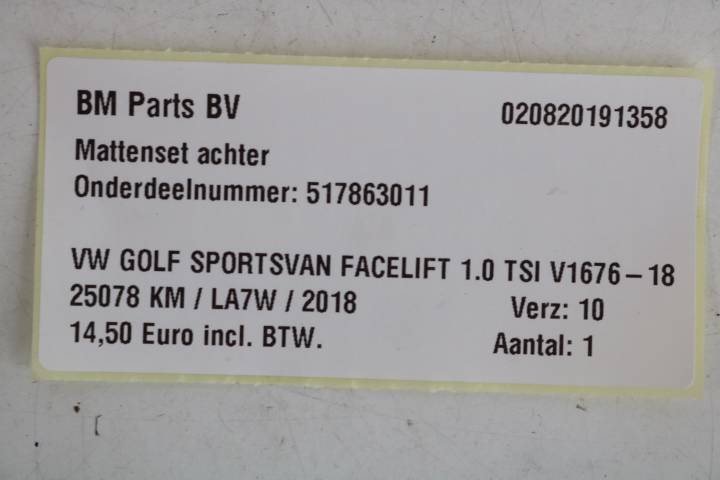 BM Parts BV 020820191358
Mattenset achter
Onderdeelnummer: 517863011
VW GOLF SPORTSVAN FACELIFT 1.0 TSI V1676-18
25078 KM / LA7W / 2018 Verz: 10
14,50 Euro incl. BTW. Aantal: 1